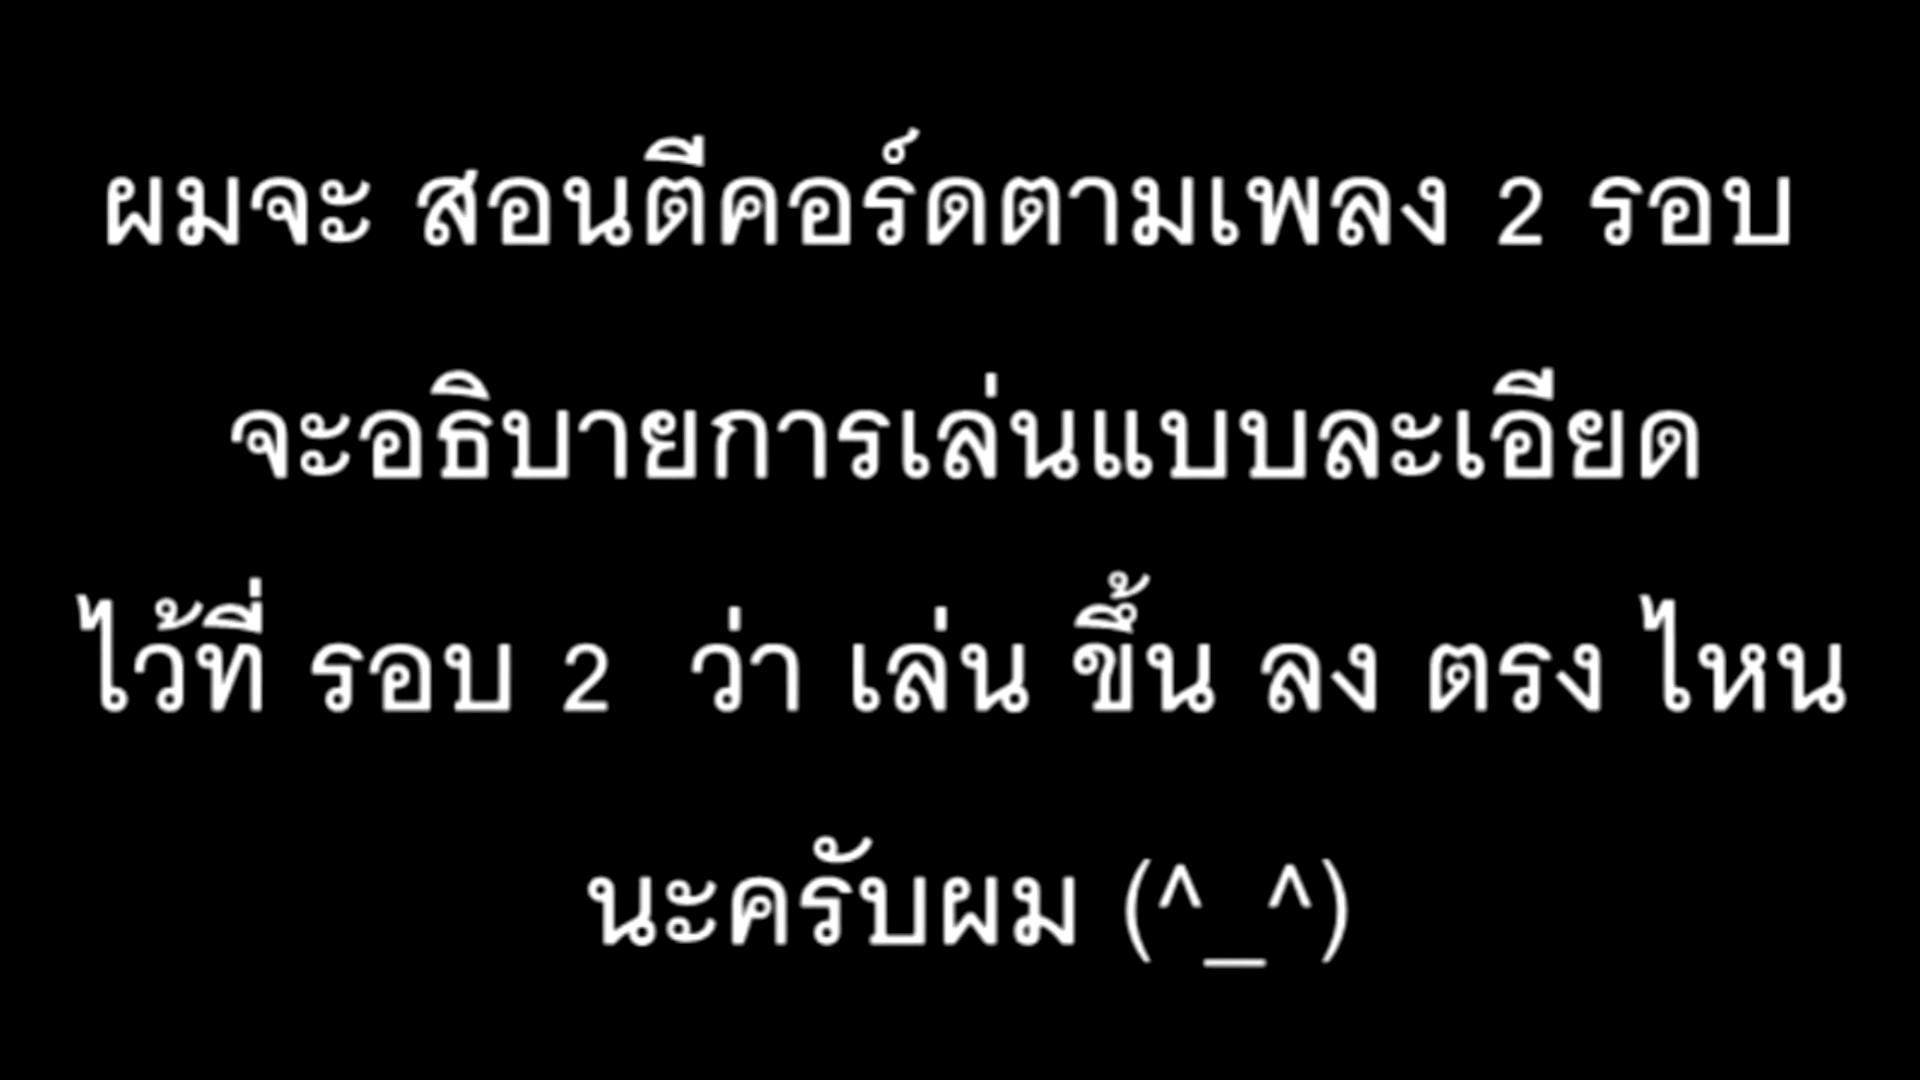 ผมจะ สอนตีคอร์ดตามเพลง 2 รอบ
จะอธิบายการเล่นแบบละเอียด
ไว้ที่ รอบ 2 ว่า เล่น ขึ้น ลง ตรง ไหน
นะครับผม (^_^)